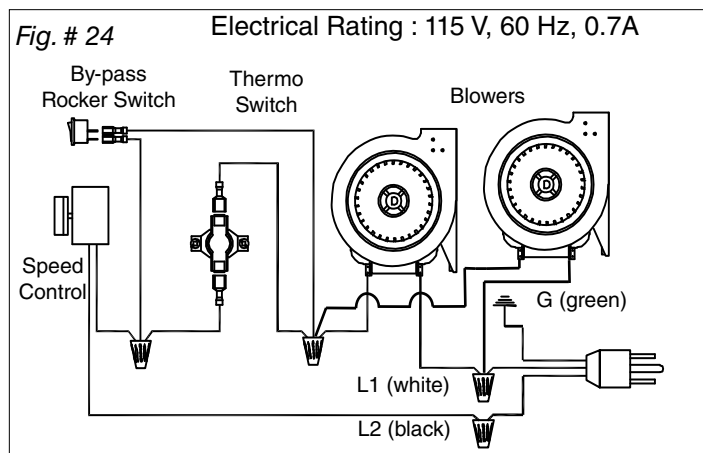 Fig. # 24
Electrical Rating : 115 V, 60 Hz, 0.7A
By-pass
Rocker Switch
Thermo
Switch
Blowers
D
D
Speed
Control
G (green)
L1 (white)
L2 (black)